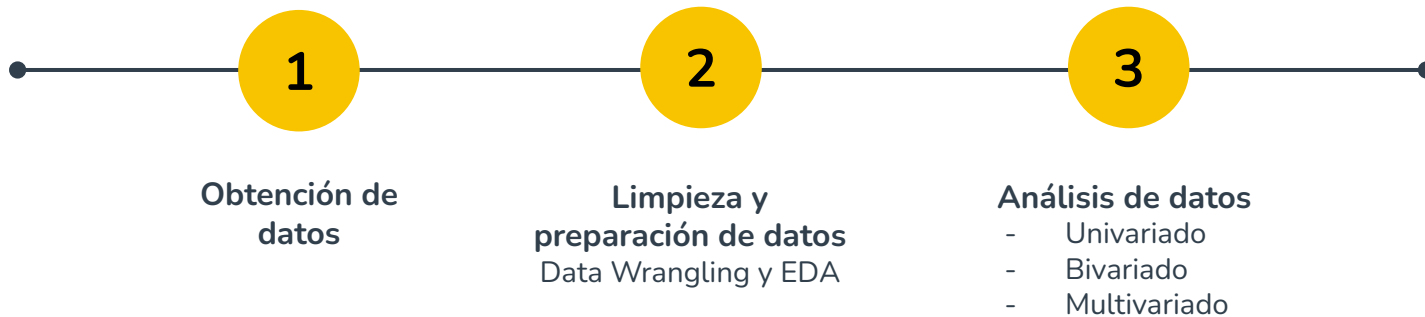 1
2
3
Obtención de
datos
Limpieza y
preparación de datos
Data Wrangling y EDA
Análisis de datos
- Univariado
- Bivariado
- Multivariado